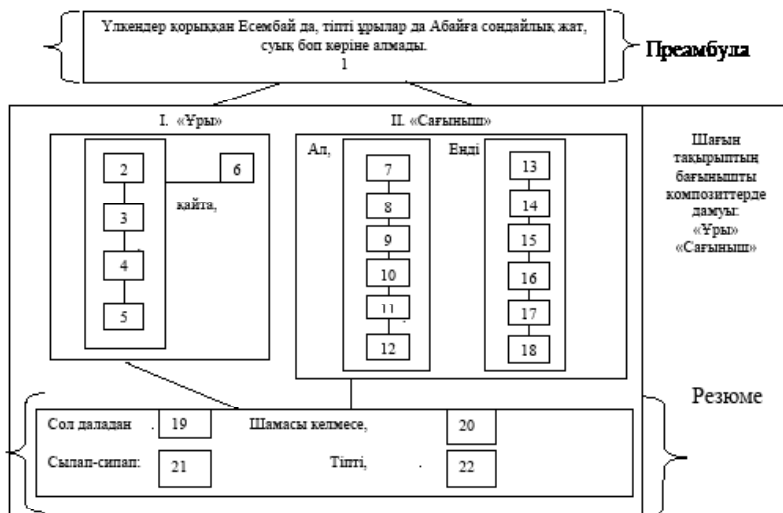 Үлкендер қорыққан Есембай да, тіпті ұрылар да Абайға сондайлық жат,
суық боп көріне алмады.
1
Преамбула
I. «Ұры»
2
6
қайта,
3
4
5
II. «Сағыныш»
Ал,
7
8
9
10
11
12
Енді
13
14
15
16
17
18
Шағын
тақырыптың
бағынышты
композиттерде
дамуы:
«Ұры»
«Сағыныш»
Резюме
Сол даладан . 19 Шамасы келмесе, 20
Сылап-сипап: 21 Тіпті, . 22